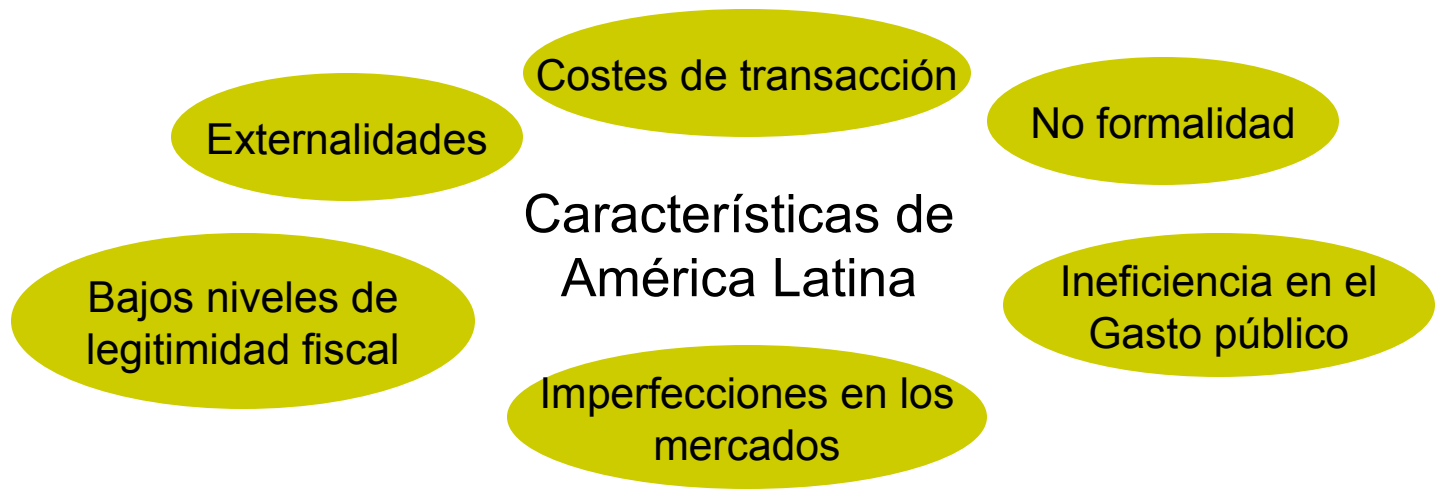 Costes de transacción
Externalidades
No formalidad
Características de
América Latina
Bajos niveles de
legitimidad fiscal
Ineficiencia en el
Gasto público
Imperfecciones en los
mercados